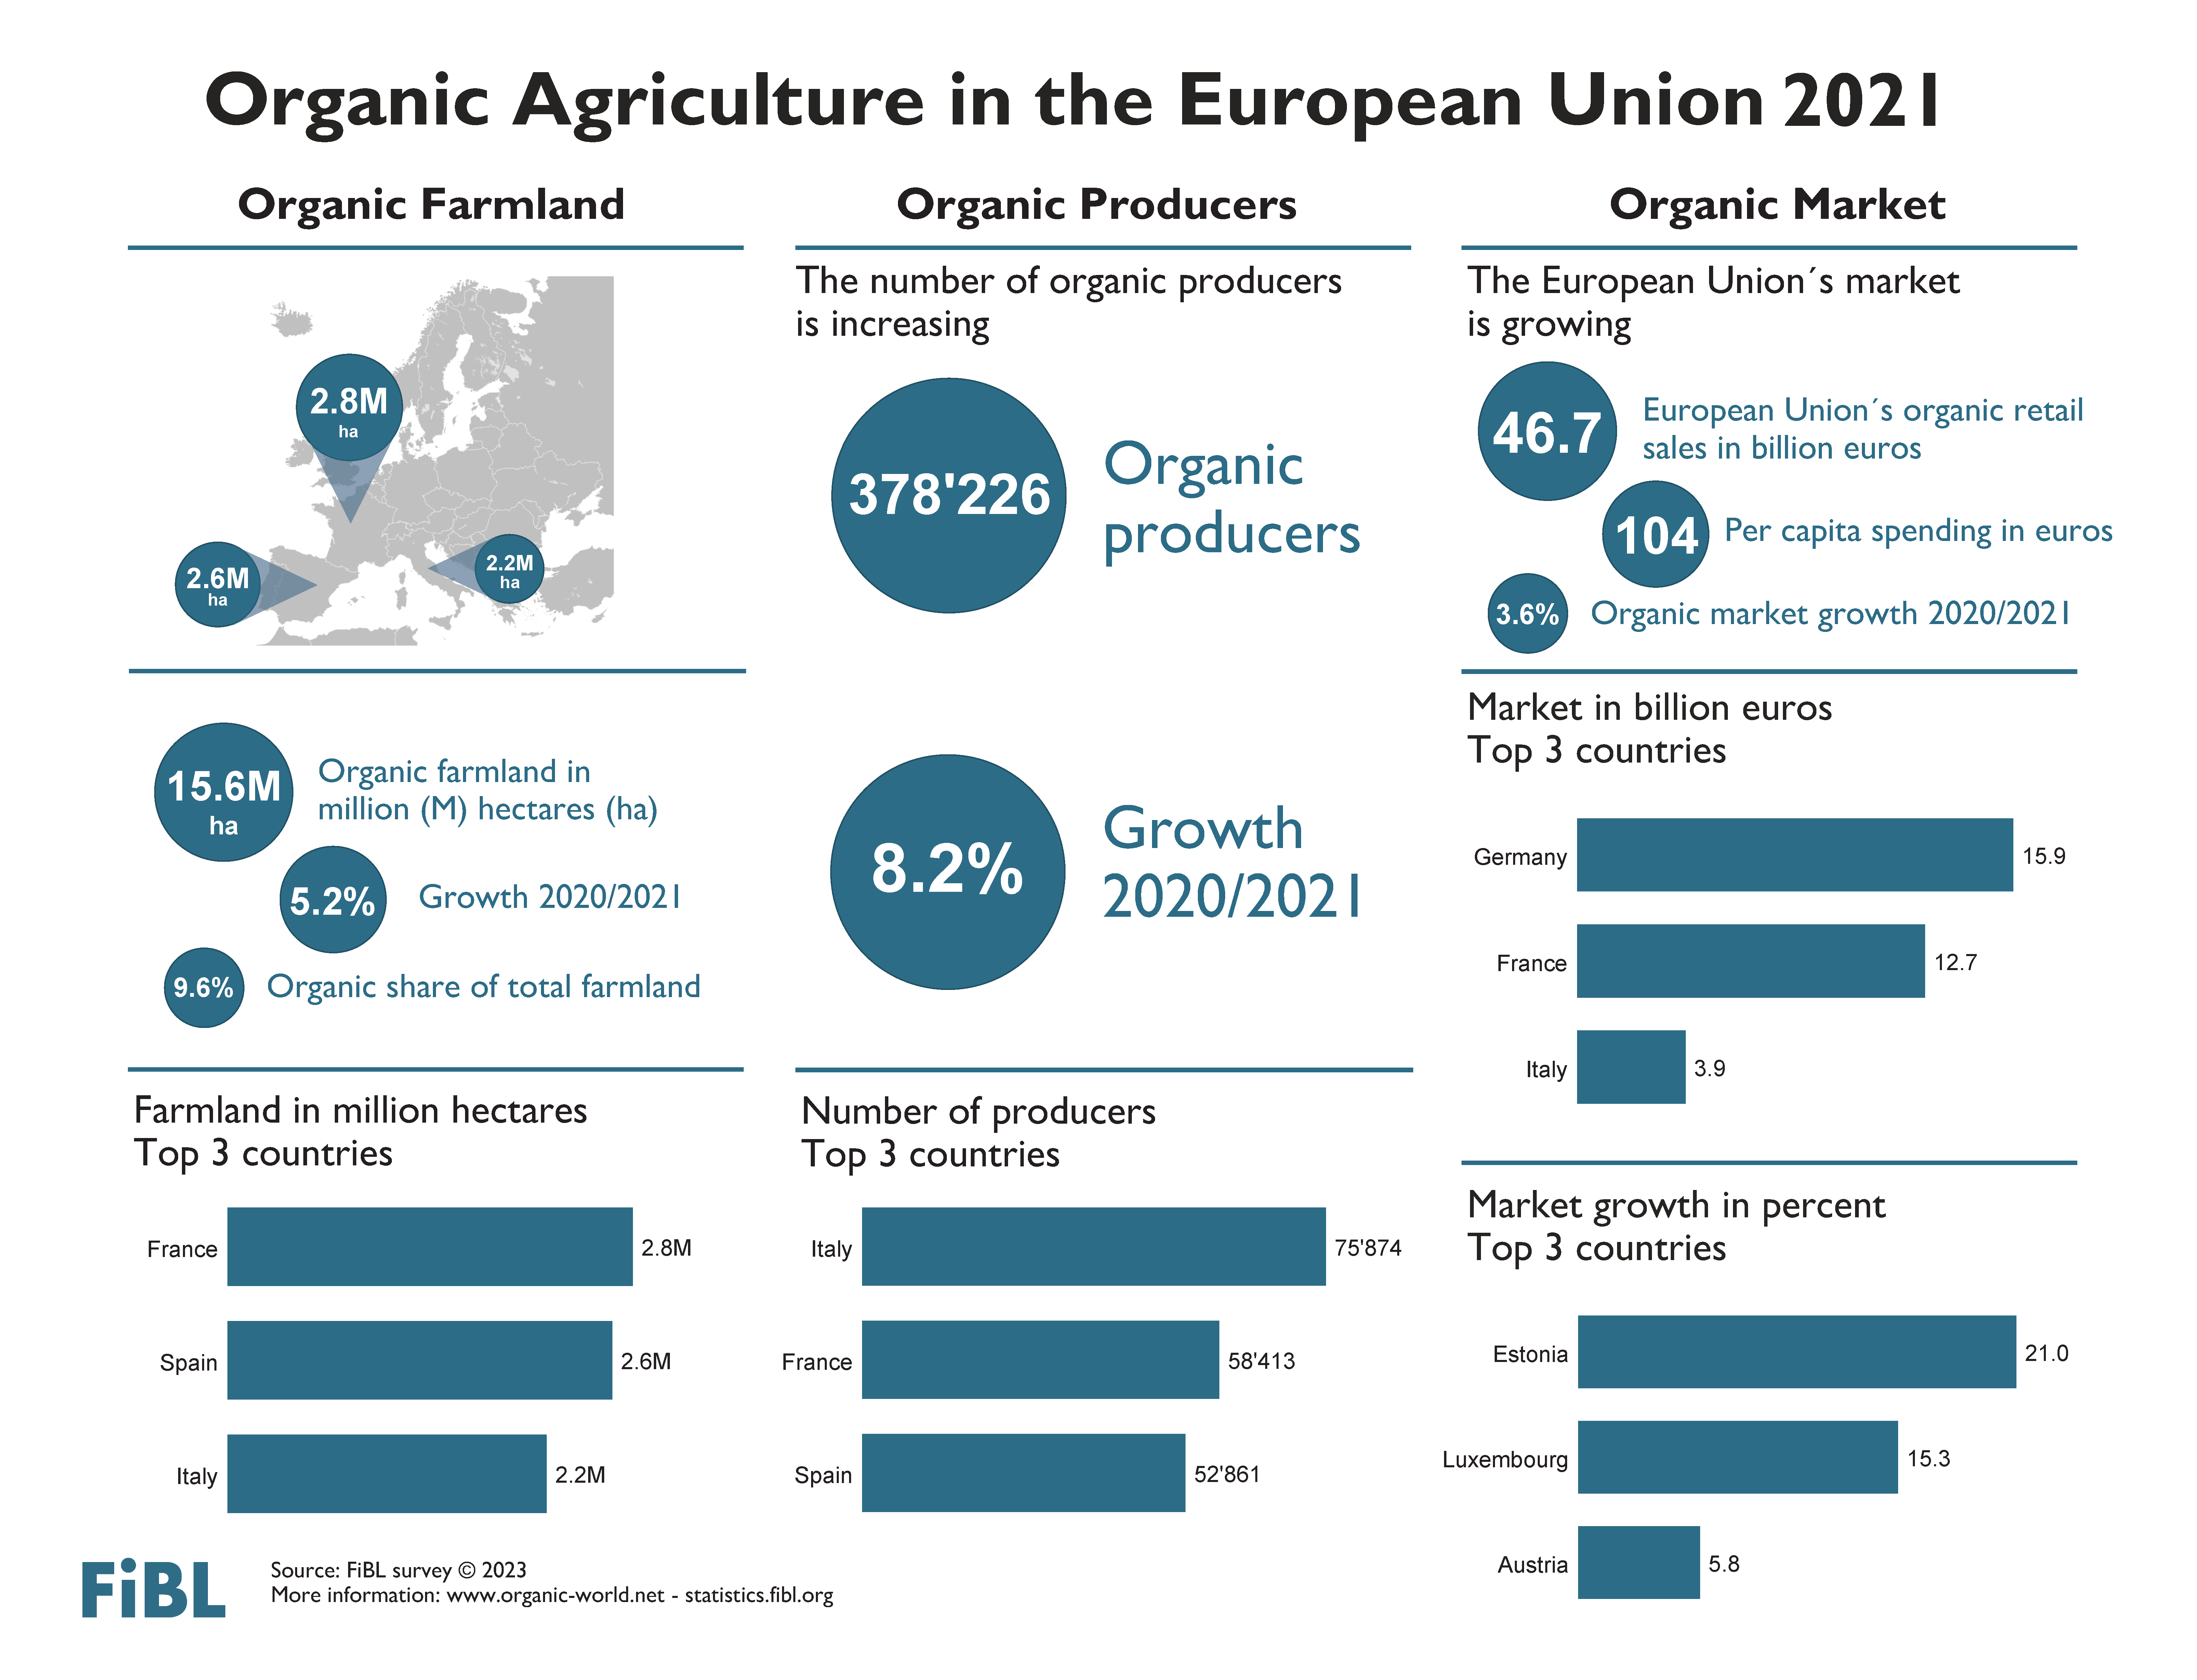 Organic Agriculture in the European Union 2021
Organic Farmland
2.8M
ha
2.6M
ha
2.2M
ha
15.6M
ha
Organic farmland in
million (M) hectares (ha)
5.2%
Growth 2020/2021
9.6%
Organic share of total farmland
Farmland in million hectares
Top 3 countries
France 2.8M
Spain 2.6M
Italy 2.2M
Organic Producers
The number of organic producers
is increasing
378'226
Organic
producers
8.2%
Growth
2020/2021
Number of producers
Top 3 countries
Italy 75'874
France 58'413
Spain 52'861
Organic Market
The European Union´s market
is growing
46.7
European Union´s organic retail
sales in billion euros
104
Per capita spending in euros
3.6%
Organic market growth 2020/2021
Market in billion euros
Top 3 countries
Germany 15.9
France 12.7
Italy 3.9
Market growth in percent
Top 3 countries
Estonia 21.0
Luxembourg 15.3
Austria 5.8
FiBL
Source: FiBL survey © 2023
More information: www.organic-world.net - statistics.fibl.org